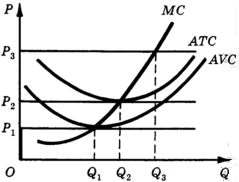 P
MC
ATC
AVC
P₃
P₂
P₁
O
Q₁ Q₂ Q₃ Q